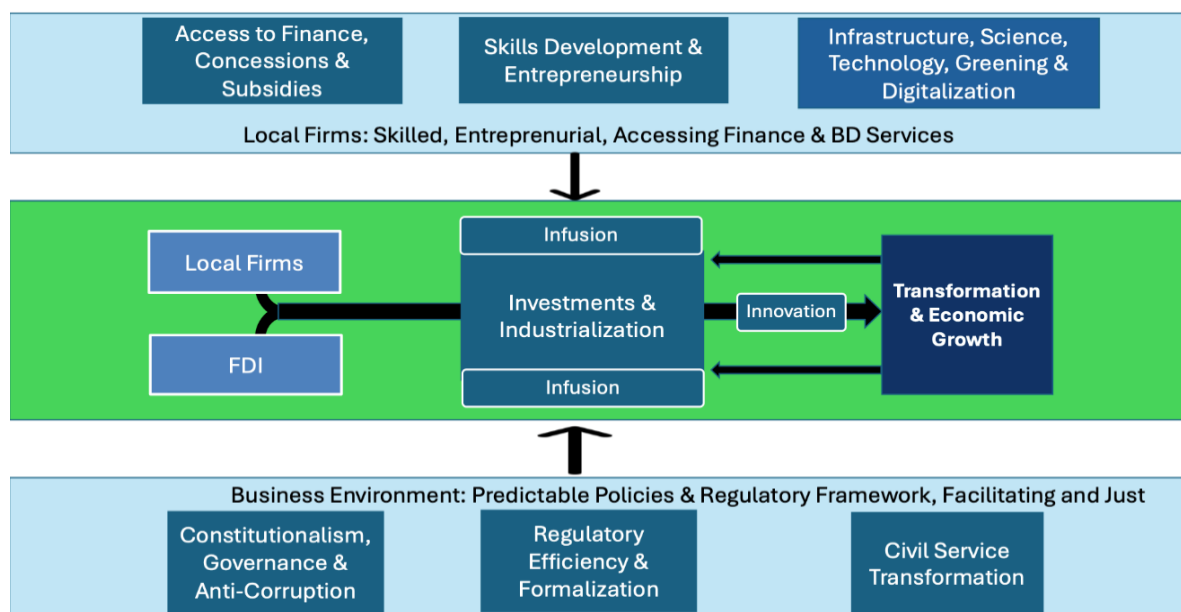 Access to Finance,
Concessions &
Subsidies
Skills Development &
Entrepreneurship
Infrastructure, Science,
Technology, Greening &
Digitalization
Local Firms: Skilled, Entreprenurial, Accessing Finance & BD Services
Local Firms
FDI
Infusion
Investments &
Industrialization
Infusion
Innovation
Transformation
& Economic
Growth
Business Environment: Predictable Policies & Regulatory Framework, Facilitating and Just
Constitutionalism,
Governance &
Anti-Corruption
Regulatory
Efficiency &
Formalization
Civil Service
Transformation